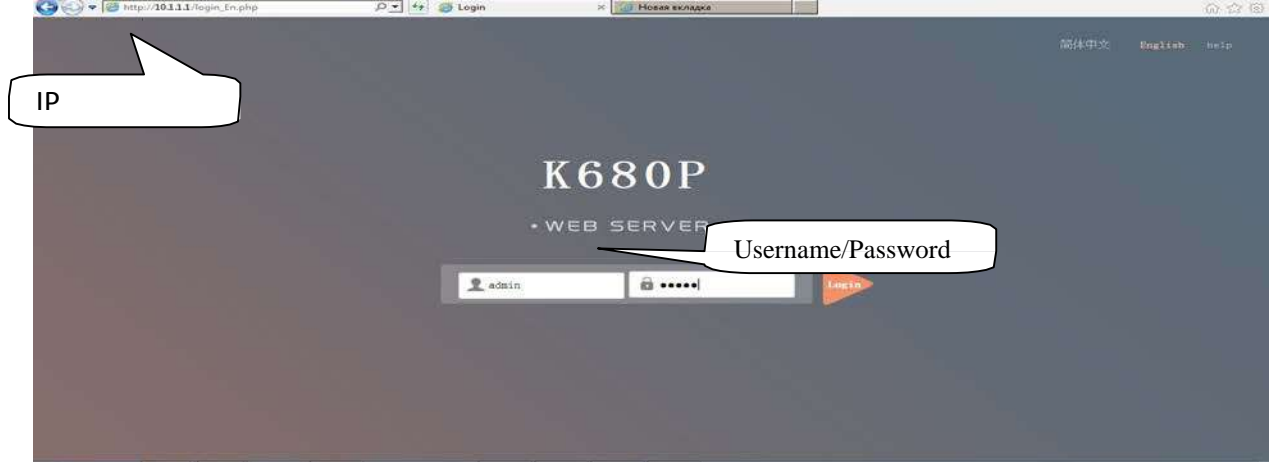 http://10.1.1.1/login_En.php
Login
Новая вкладка
简体中文 English help
IP
K680P
• WEB SERVER
Username/Password
admin
•••••
Login